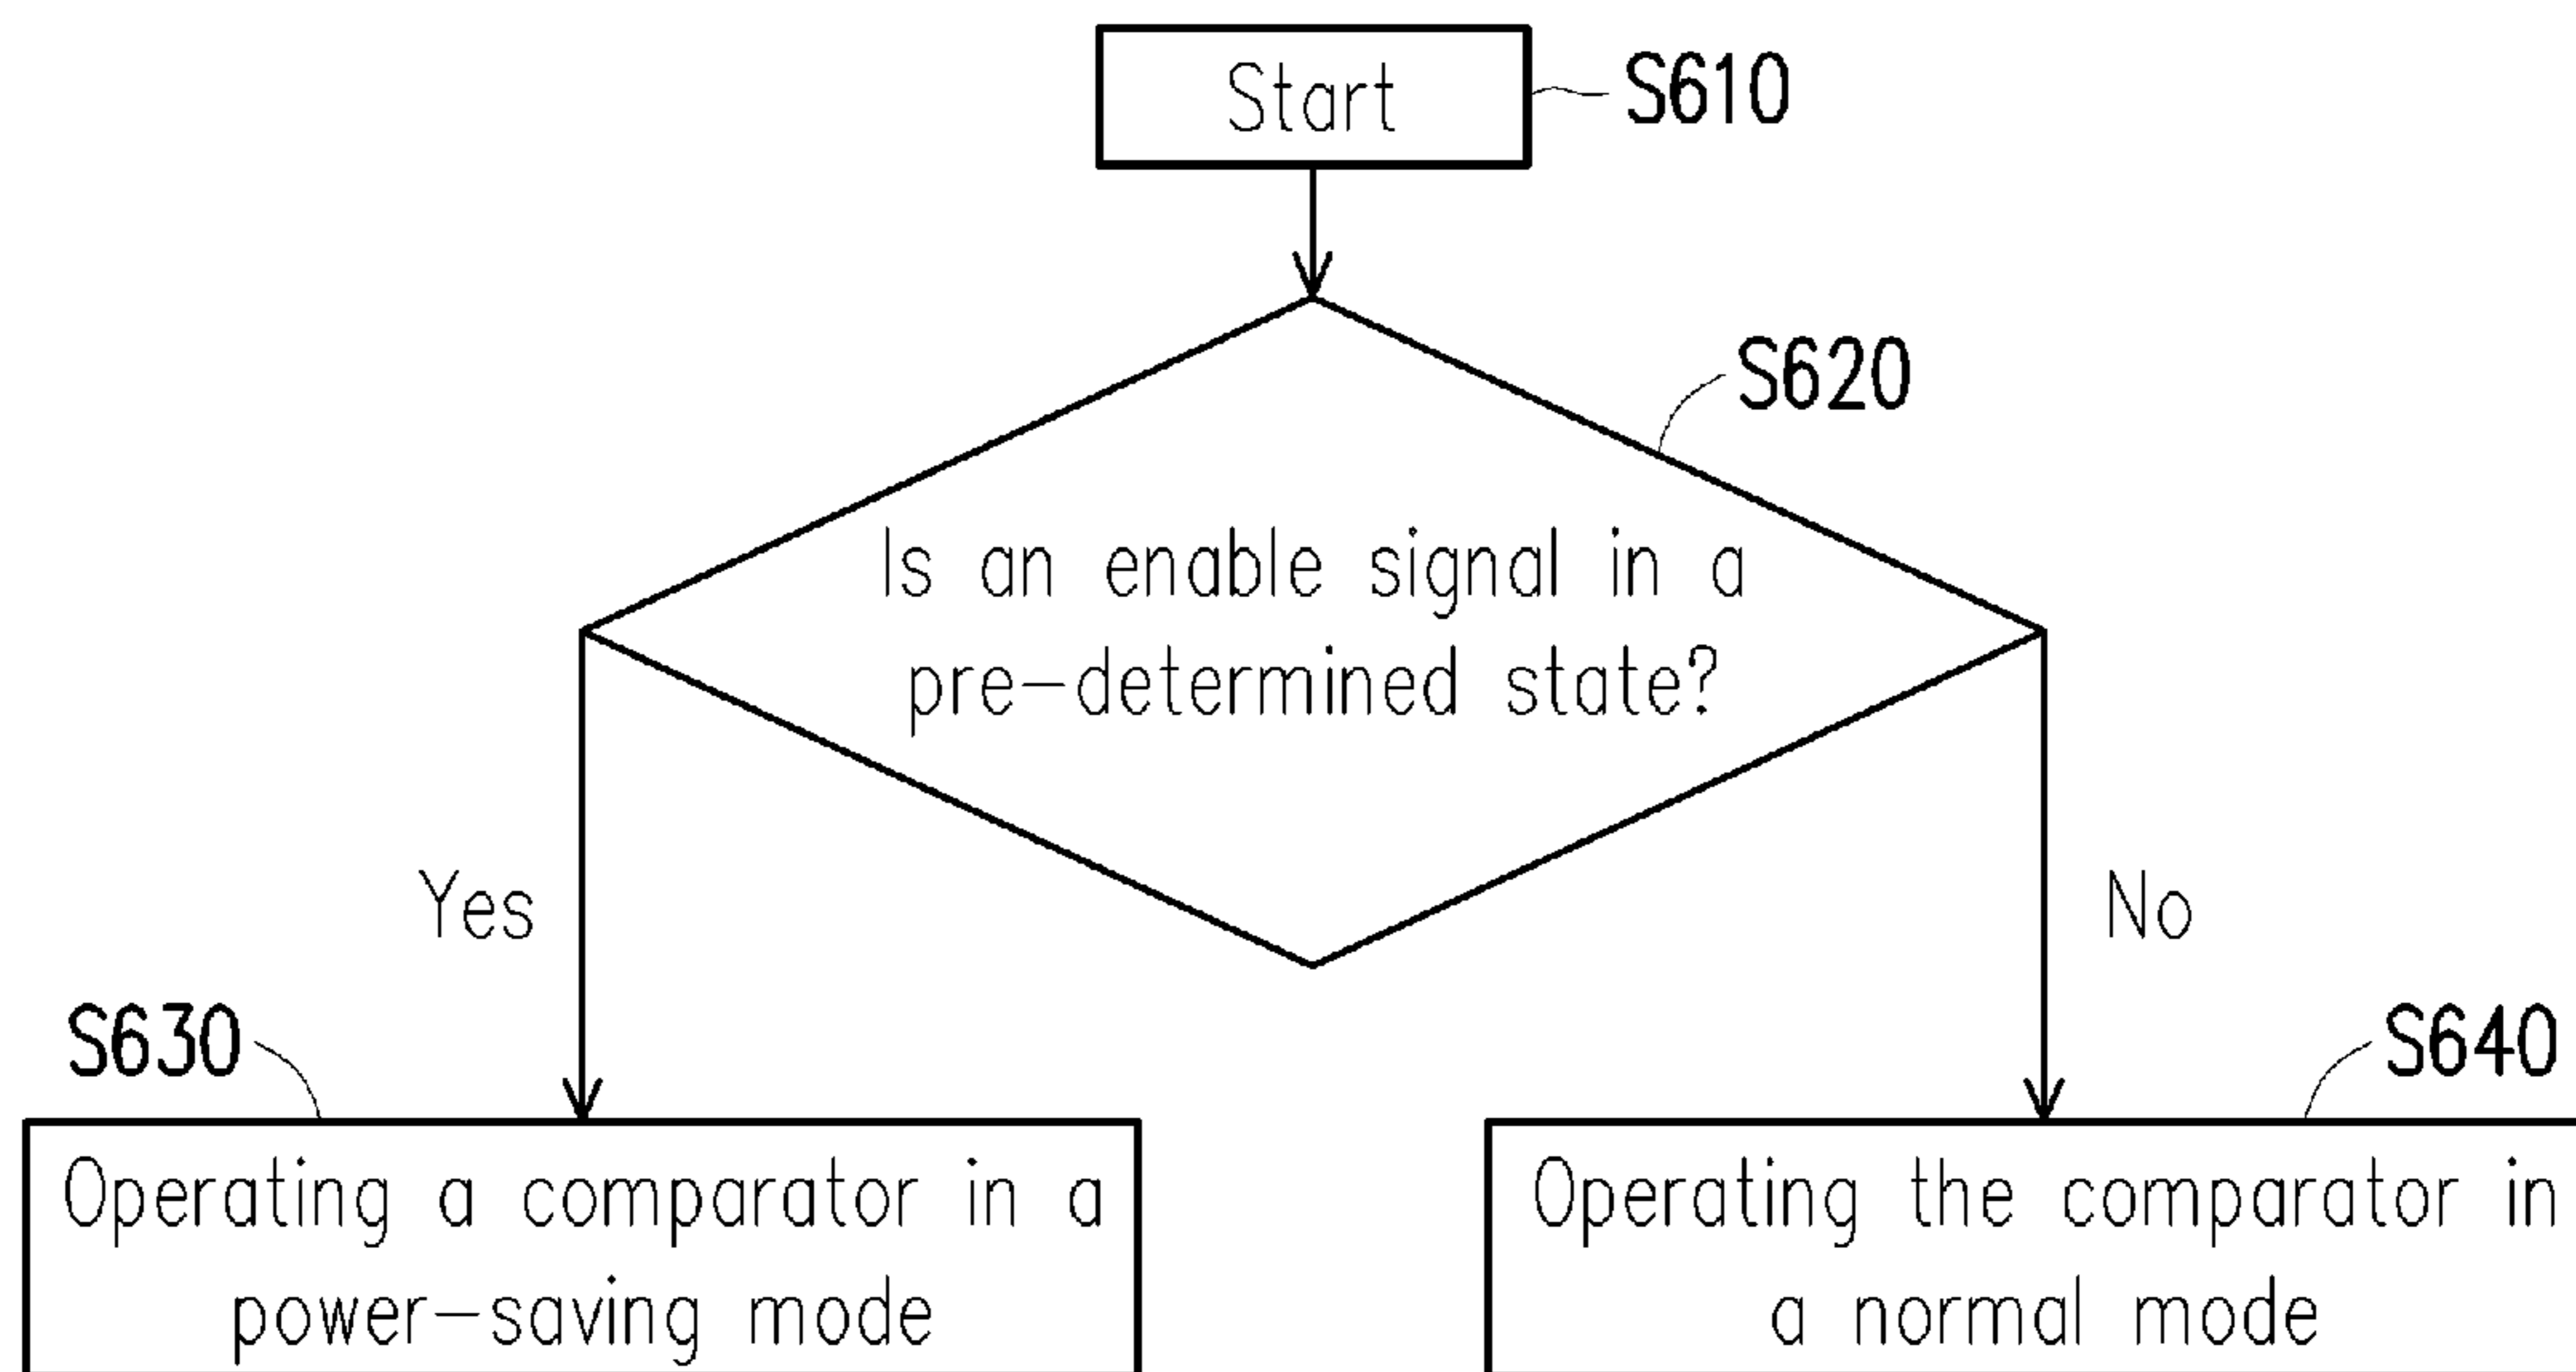 Start
S610
S620
Is an enable signal in a
pre-determined state?
Yes
No
S630
S640
Operating a comparator in a
power-saving mode
Operating the comparator in
a normal mode